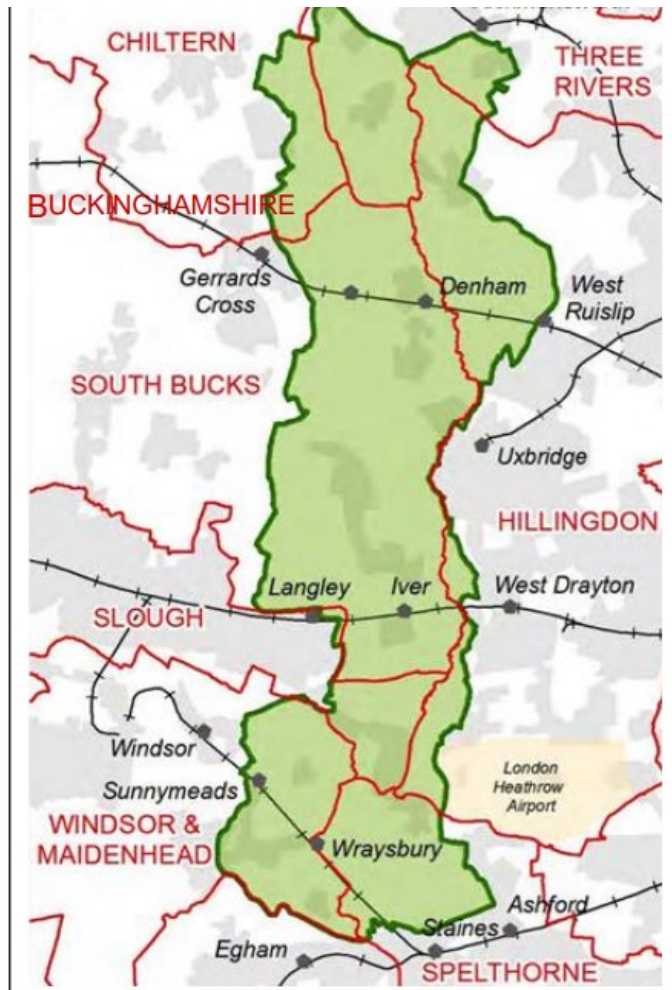 CHILTERN
THREE
RIVERS
BUCKINGHAMSHIRE
Gerrards
Cross
Denham
West
Ruislip
SOUTH BUCKS
Uxbridge
HILLINGDON
Langley
Iver
West Drayton
SLOUGH
Windsor
Sunnymeads
London
Heathrow
Airport
WINDSOR &
MAIDENHEAD
Wraysbury
Ashford
Staines
Egham
SPELTHORNE